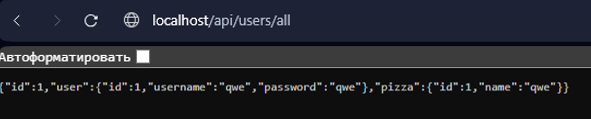 localhost/api/users/all
Автоформатировать
{"id":1,"user":{"id":1,"username":"qwe","password":"qwe"},"pizza":{"id":1,"name":"qwe"}}